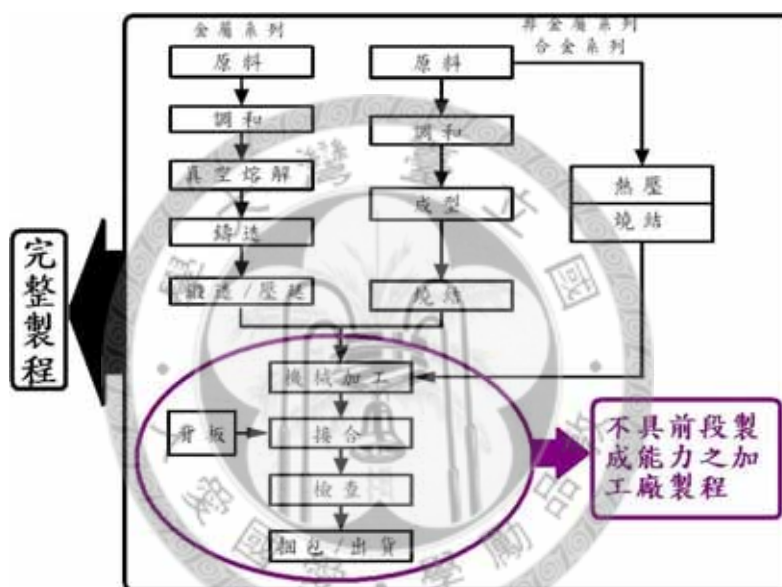 金屬系列
非金屬系列
合金系列
原料
調和
真空熔解
鑄造
鍛造/壓延
原料
調和
成型
燒結
熱壓
燒結
完整製程
機械加工
背板
接合
檢查
捆包/出貨
不具前段製
成能力之加
工廠製程